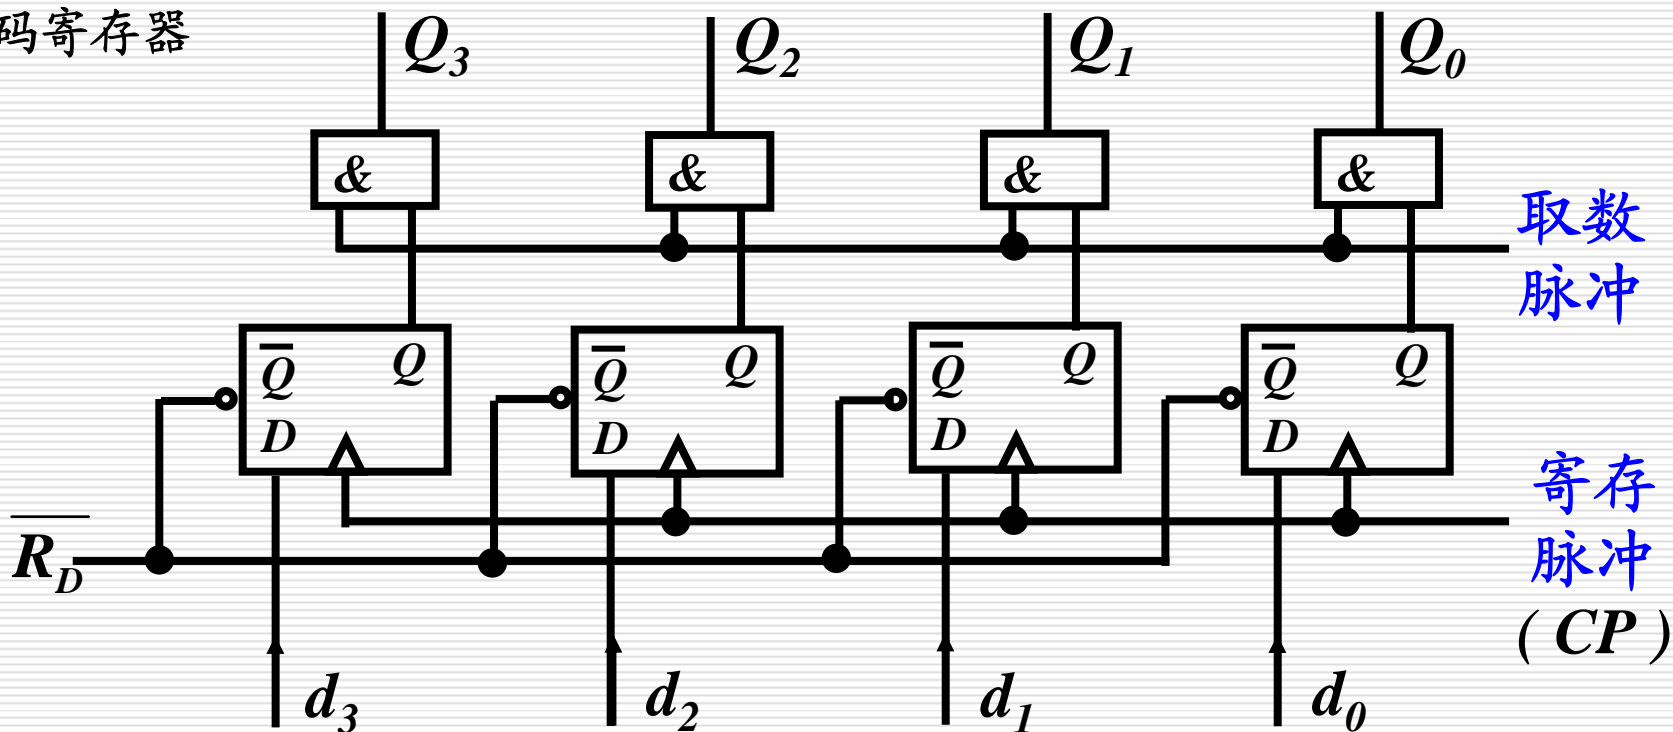 码寄存器
Q3 Q2 Q1 Q0
& & & &
取数
脉冲
Q̅ Q Q̅ Q Q̅ Q Q̅ Q
D D D D
寄存
脉冲
( CP )
R̅D
d3 d2 d1 d0